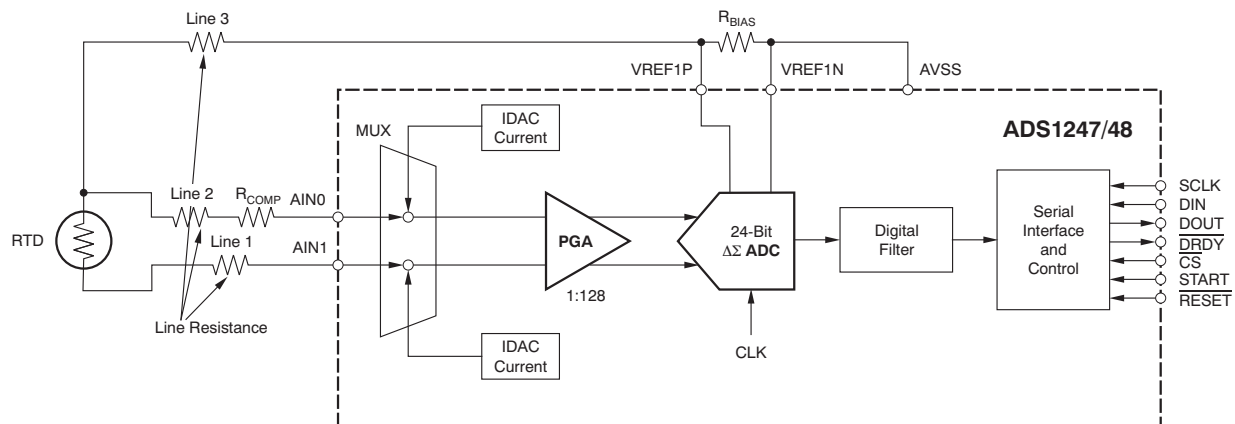 Line 3
R_BIAS
VREF1P
VREF1N
AVSS
IDAC
Current
ADS1247/48
MUX
Line 2
R_COMP
AIN0
RTD
Line 1
AIN1
Line Resistance
PGA
1:128
24-Bit
ΔΣ ADC
CLK
Digital
Filter
Serial
Interface
and
Control
SCLK
DIN
DOUT
DRDY
CS
START
RESET
IDAC
Current